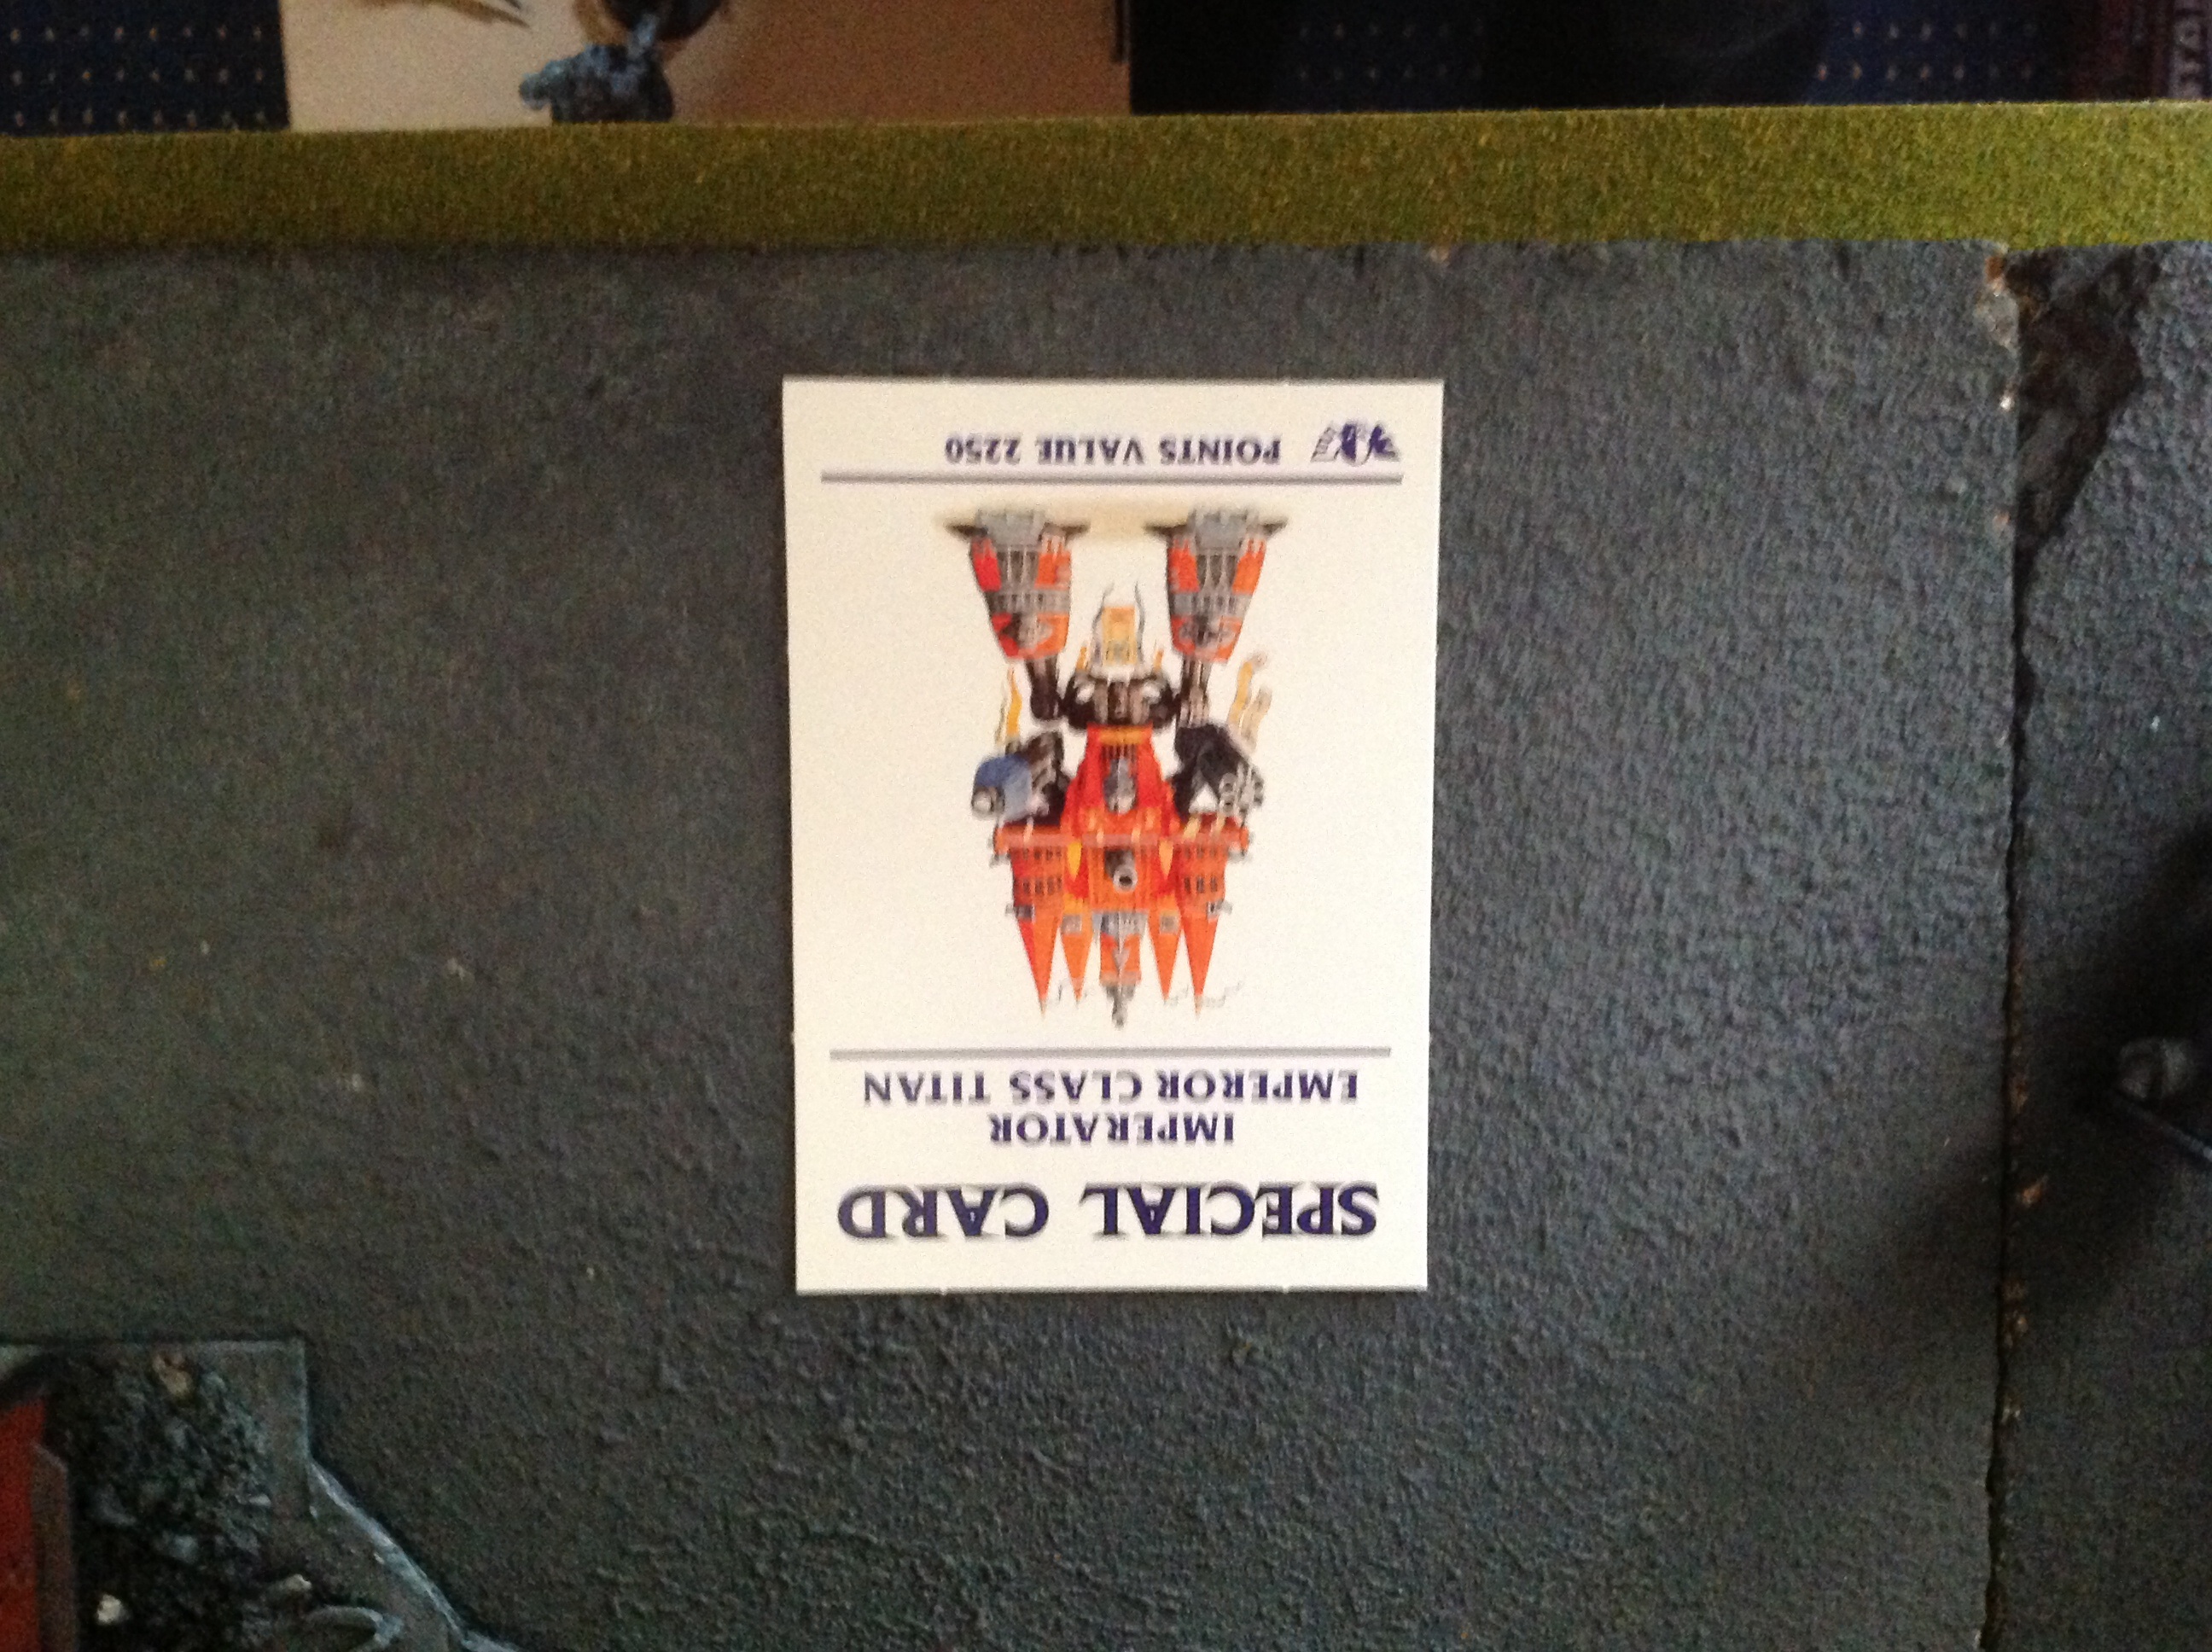 SPECIAL CARD
IMPERATOR
EMPEROR CLASS TITAN
POINTS VALUE 2250